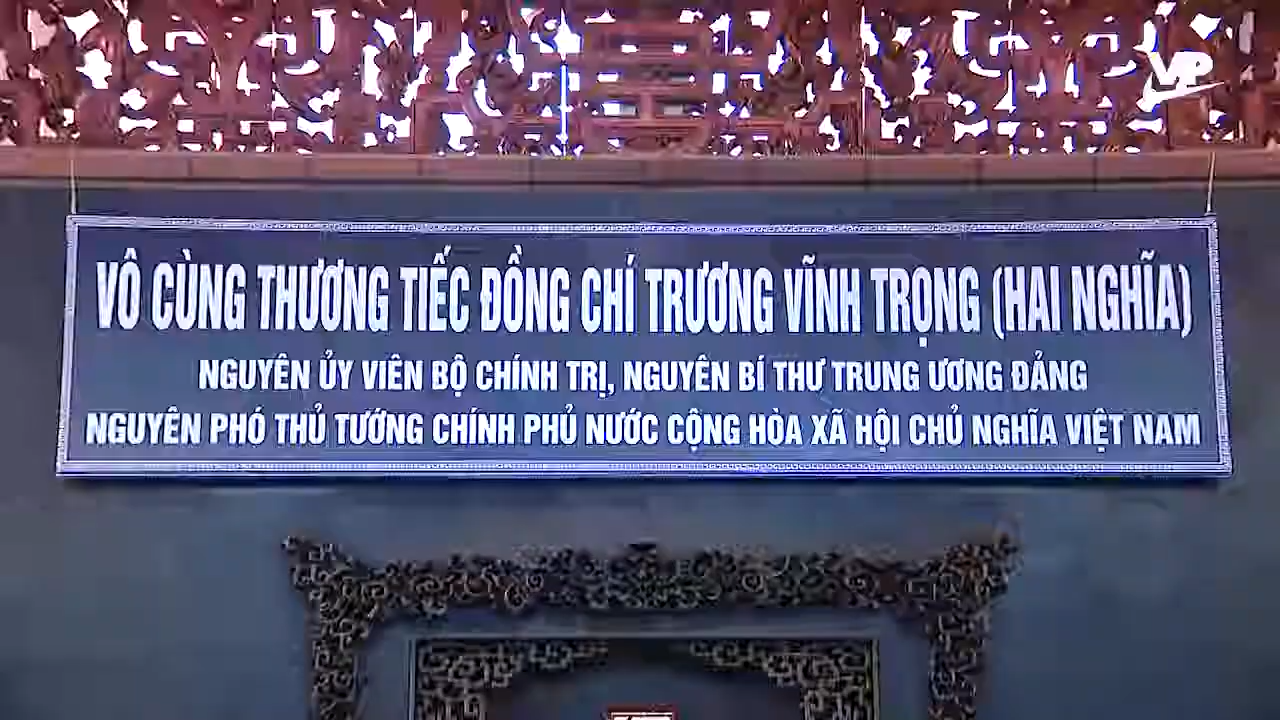 VP
VÔ CÙNG THƯƠNG TIẾC ĐỒNG CHÍ TRƯƠNG VĨNH TRỌNG (HAI NGHĨA)
NGUYÊN ỦY VIÊN BỘ CHÍNH TRỊ, NGUYÊN BÍ THƯ TRUNG ƯƠNG ĐẢNG
NGUYÊN PHÓ THỦ TƯỚNG CHÍNH PHỦ NƯỚC CỘNG HÒA XÃ HỘI CHỦ NGHĨA VIỆT NAM